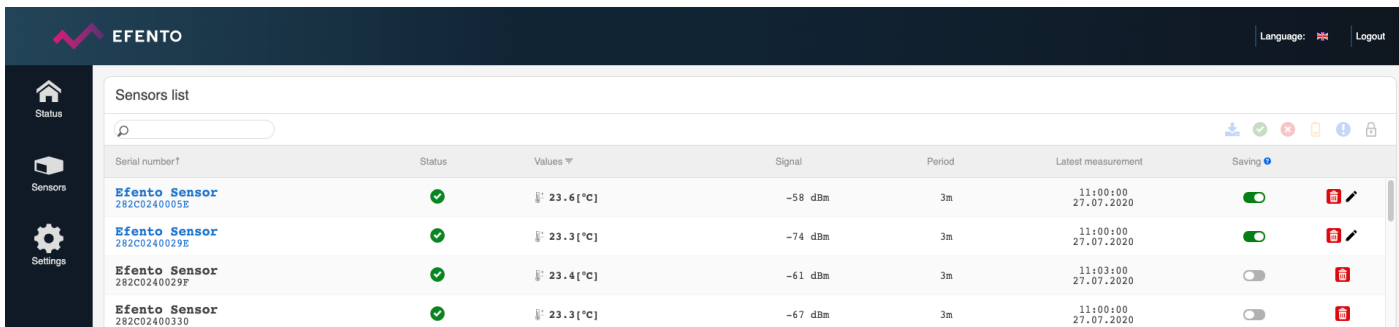 EFENTO
Language: Logout
Status
Sensors
Settings
Sensors list
Serial number↑ Status Values Signal Period Latest measurement Saving ?
Efento Sensor
282C0240005E
23.6[°C] -58 dBm 3m 11:00:00
27.07.2020
Efento Sensor
282C0240029E
23.3[°C] -74 dBm 3m 11:00:00
27.07.2020
Efento Sensor
282C0240029F
23.4[°C] -61 dBm 3m 11:03:00
27.07.2020
Efento Sensor
282C02400330
23.3[°C] -67 dBm 3m 11:00:00
27.07.2020